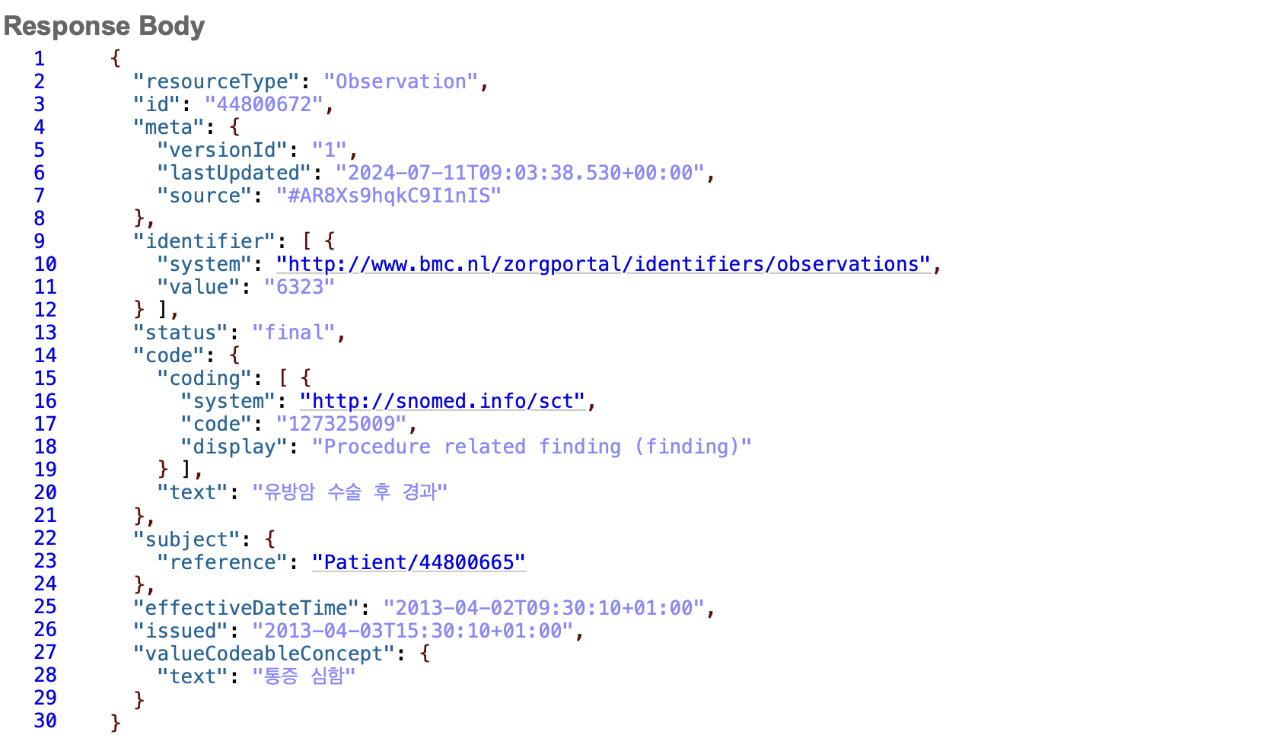 Response Body
1 {
2 "resourceType": "Observation",
3 "id": "44800672",
4 "meta": {
5 "versionId": "1",
6 "lastUpdated": "2024-07-11T09:03:38.530+00:00",
7 "source": "#AR8Xs9hqkC9I1nIS"
8 },
9 "identifier": [ {
10 "system": "http://www.bmc.nl/zorgportal/identifiers/observations",
11 "value": "6323"
12 } ],
13 "status": "final",
14 "code": {
15 "coding": [ {
16 "system": "http://snomed.info/sct",
17 "code": "127325009",
18 "display": "Procedure related finding (finding)"
19 } ],
20 "text": "유방암 수술 후 경과"
21 },
22 "subject": {
23 "reference": "Patient/44800665"
24 },
25 "effectiveDateTime": "2013-04-02T09:30:10+01:00",
26 "issued": "2013-04-03T15:30:10+01:00",
27 "valueCodeableConcept": {
28 "text": "통증 심함"
29 }
30 }